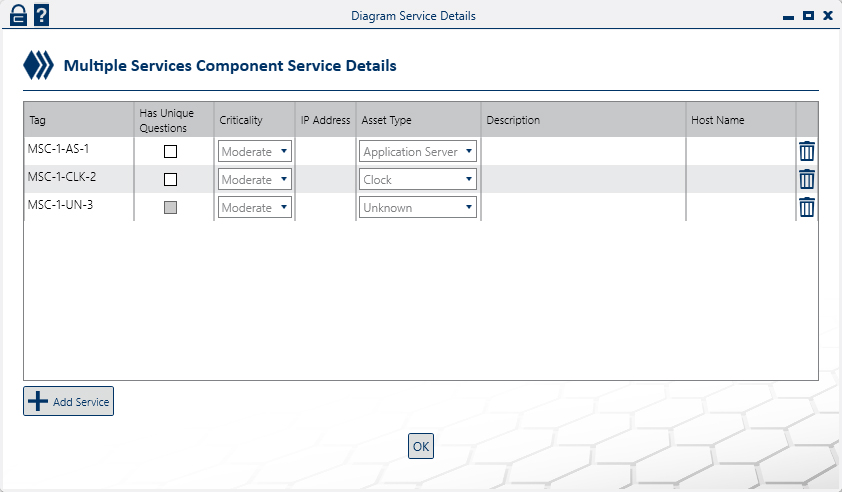 ?
Diagram Service Details
Multiple Services Component Service Details
Tag Has Unique Questions Criticality IP Address Asset Type Description Host Name
MSC-1-AS-1 Moderate Application Server
MSC-1-CLK-2 Moderate Clock
MSC-1-UN-3 Moderate Unknown
Add Service
OK